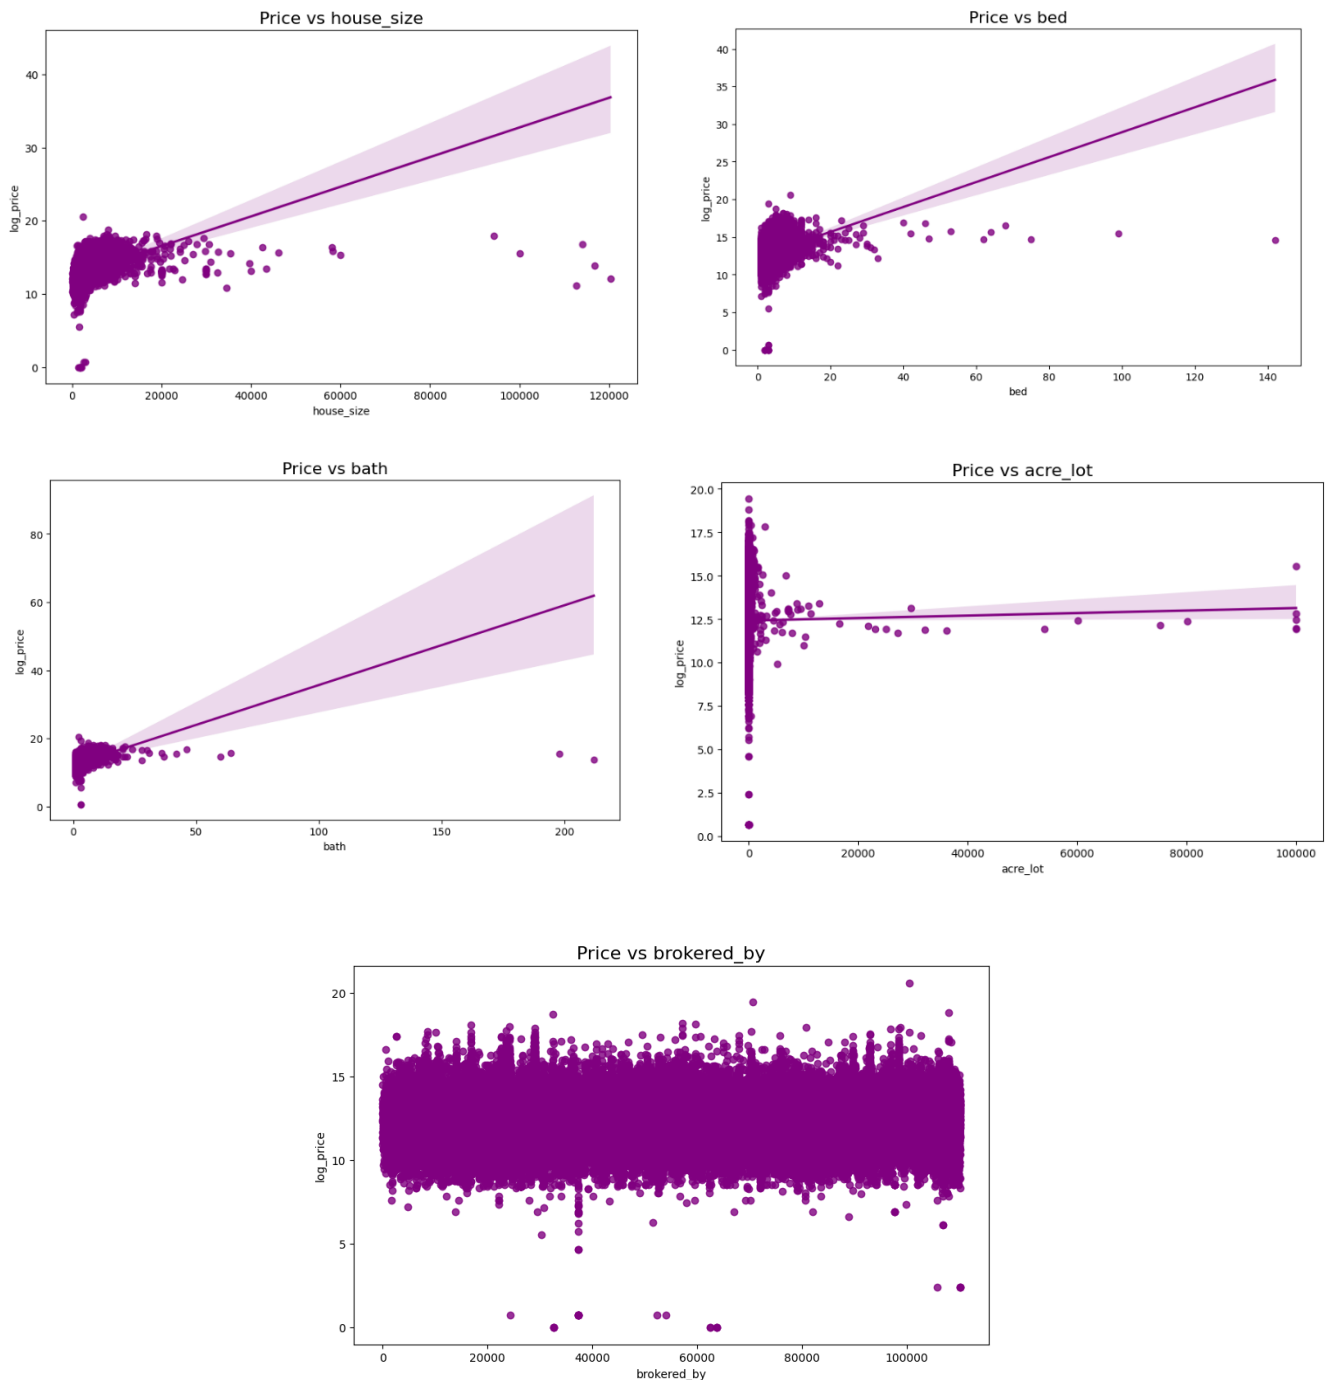 Price vs house_size
40
30
20
10
0
log_price
0 20000 40000 60000 80000 100000 120000
house_size
Price vs bed
40
35
30
25
20
15
10
5
0
log_price
0 20 40 60 80 100 120 140
bed
Price vs bath
80
60
40
20
0
log_price
0 50 100 150 200
bath
Price vs acre_lot
20.0
17.5
15.0
12.5
10.0
7.5
5.0
2.5
0.0
log_price
0 20000 40000 60000 80000 100000
acre_lot
Price vs brokered_by
20
15
10
5
0
log_price
0 20000 40000 60000 80000 100000
brokered_by